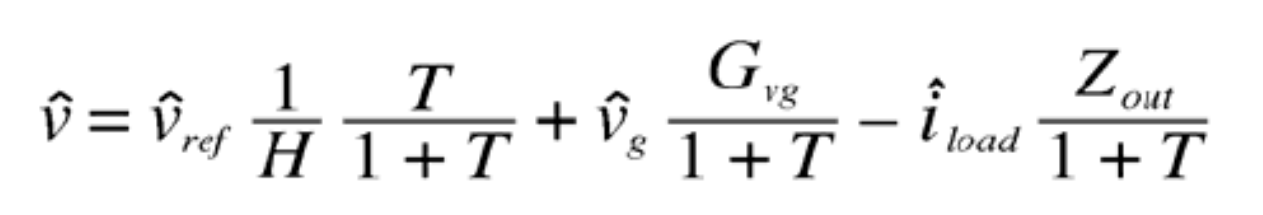 v̂ = v̂_ref 1/H T/(1 + T) + v̂_g G_vg/(1 + T) − î_load Z_out/(1 + T)